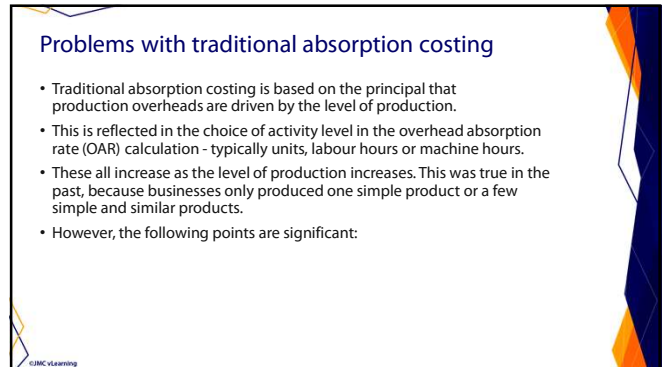 Problems with traditional absorption costing
• Traditional absorption costing is based on the principal that
production overheads are driven by the level of production.
• This is reflected in the choice of activity level in the overhead absorption
rate (OAR) calculation - typically units, labour hours or machine hours.
• These all increase as the level of production increases. This was true in the
past, because businesses only produced one simple product or a few
simple and similar products.
• However, the following points are significant:
©JMC vLearning